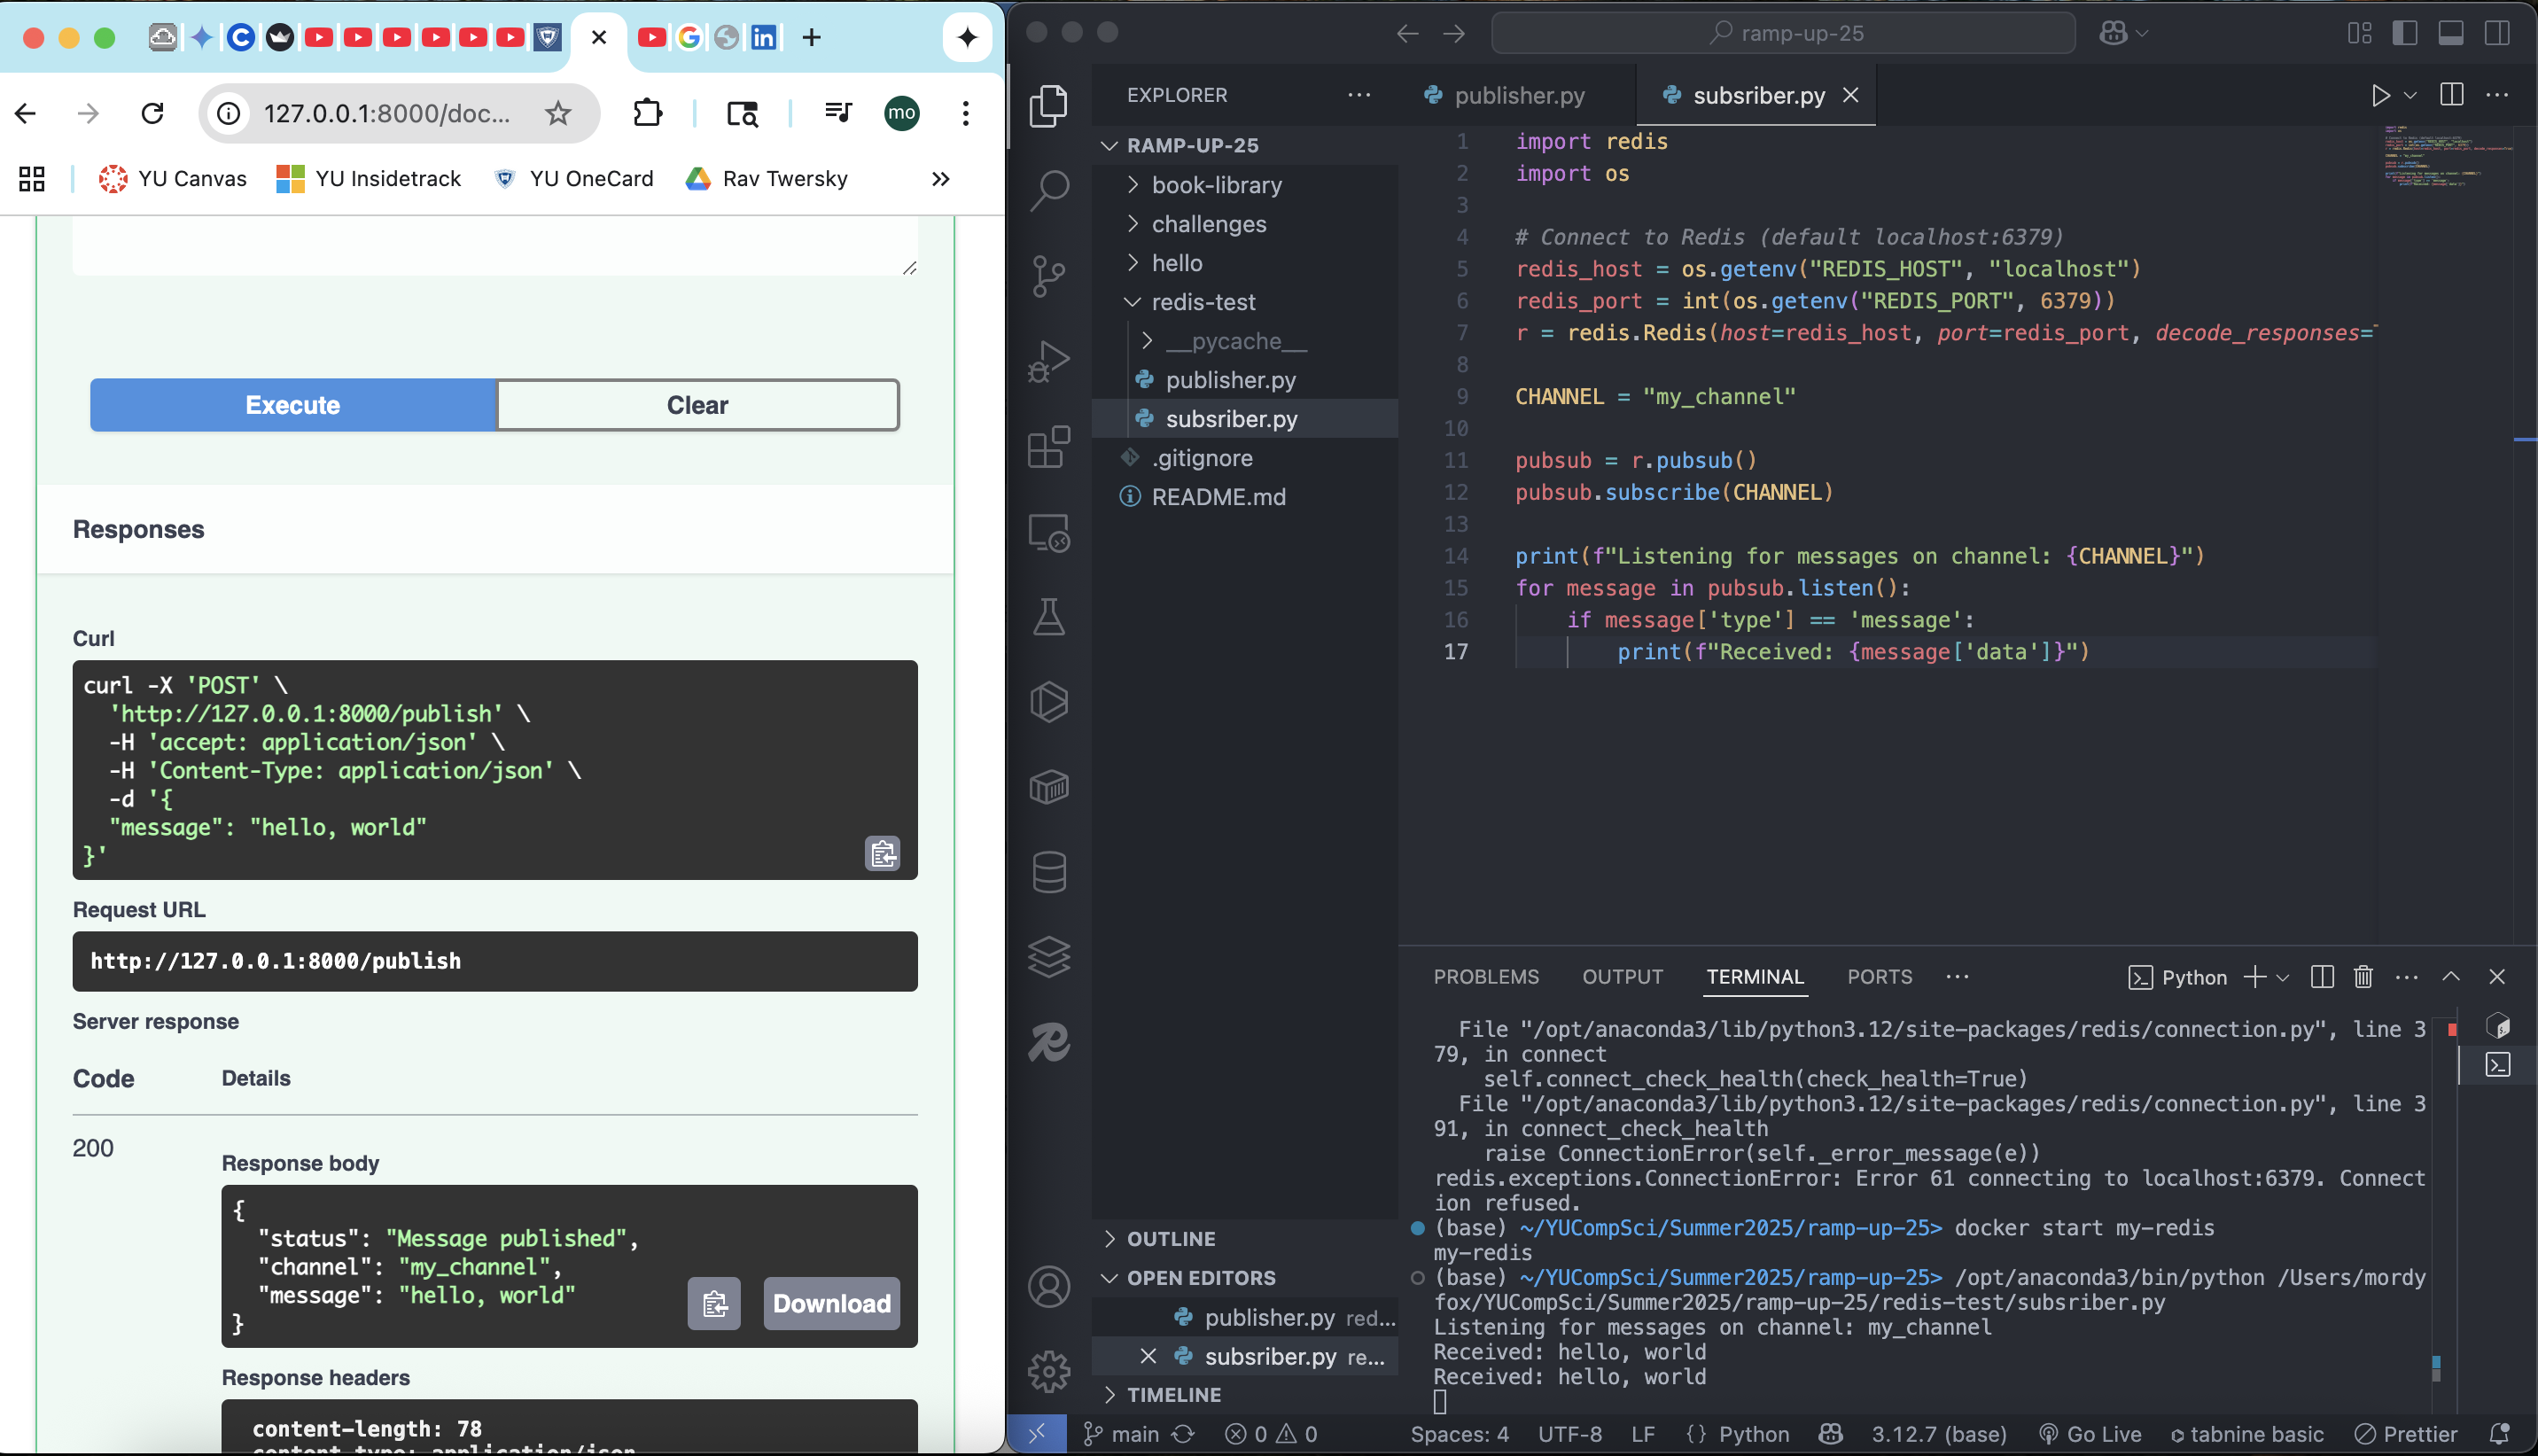 127.0.0.1:8000/doc...
mo
YU Canvas
YU Insidetrack
YU OneCard
Rav Twersky
»
Execute
Clear
Responses
Curl
curl -X 'POST' \
'http://127.0.0.1:8000/publish' \
-H 'accept: application/json' \
-H 'Content-Type: application/json' \
-d '{
"message": "hello, world"
}'
Request URL
http://127.0.0.1:8000/publish
Server response
Code
Details
200
Response body
{
"status": "Message published",
"channel": "my_channel",
"message": "hello, world"
}
Download
Response headers
content-length: 78
content-type: application/json
ramp-up-25
EXPLORER
RAMP-UP-25
book-library
challenges
hello
redis-test
__pycache__
publisher.py
subsriber.py
.gitignore
README.md
OUTLINE
OPEN EDITORS
publisher.py red...
subsriber.py re...
TIMELINE
publisher.py
subsriber.py
1 import redis
2 import os
3
4 # Connect to Redis (default localhost:6379)
5 redis_host = os.getenv("REDIS_HOST", "localhost")
6 redis_port = int(os.getenv("REDIS_PORT", 6379))
7 r = redis.Redis(host=redis_host, port=redis_port, decode_responses=
8
9 CHANNEL = "my_channel"
10
11 pubsub = r.pubsub()
12 pubsub.subscribe(CHANNEL)
13
14 print(f"Listening for messages on channel: {CHANNEL}")
15 for message in pubsub.listen():
16 if message['type'] == 'message':
17 print(f"Received: {message['data']}")
PROBLEMS
OUTPUT
TERMINAL
PORTS
Python
File "/opt/anaconda3/lib/python3.12/site-packages/redis/connection.py", line 3
79, in connect
self.connect_check_health(check_health=True)
File "/opt/anaconda3/lib/python3.12/site-packages/redis/connection.py", line 3
91, in connect_check_health
raise ConnectionError(self._error_message(e))
redis.exceptions.ConnectionError: Error 61 connecting to localhost:6379. Connect
ion refused.
(base) ~/YUCompSci/Summer2025/ramp-up-25> docker start my-redis
my-redis
(base) ~/YUCompSci/Summer2025/ramp-up-25> /opt/anaconda3/bin/python /Users/mordy
fox/YUCompSci/Summer2025/ramp-up-25/redis-test/subsriber.py
Listening for messages on channel: my_channel
Received: hello, world
Received: hello, world
main
0
0
Spaces: 4
UTF-8
LF
{} Python
3.12.7 (base)
Go Live
tabnine basic
Prettier